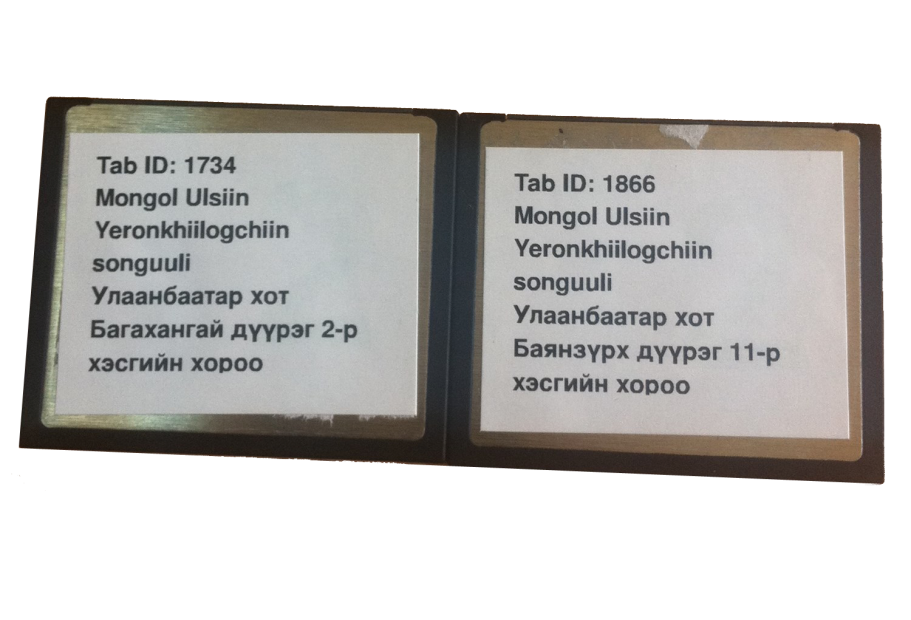 Tab ID: 1734
Mongol Ulsiin
Yeronkhiilogchiin
songuuli
Улаанбаатар хот
Багахангай дүүрэг 2-р
хэсгийн хороо
Tab ID: 1866
Mongol Ulsiin
Yeronkhiilogchiin
songuuli
Улаанбаатар хот
Баянзүрх дүүрэг 11-р
хэсгийн хороо